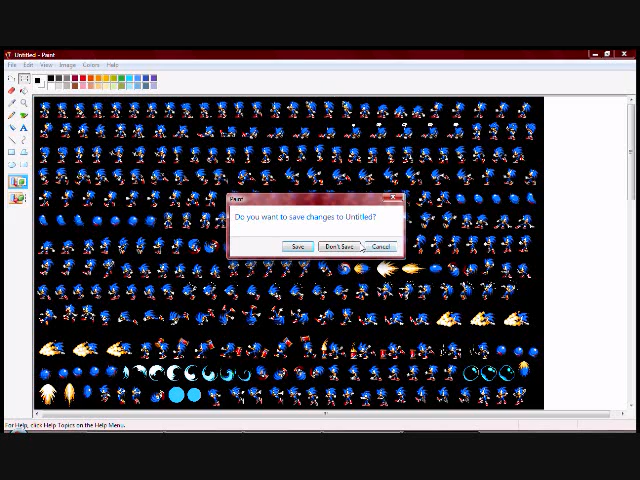 Untitled - Paint
File Edit View Image Colors Help
Paint
Do you want to save changes to Untitled?
Save Don't Save Cancel
For Help, click Help Topics on the Help Menu.